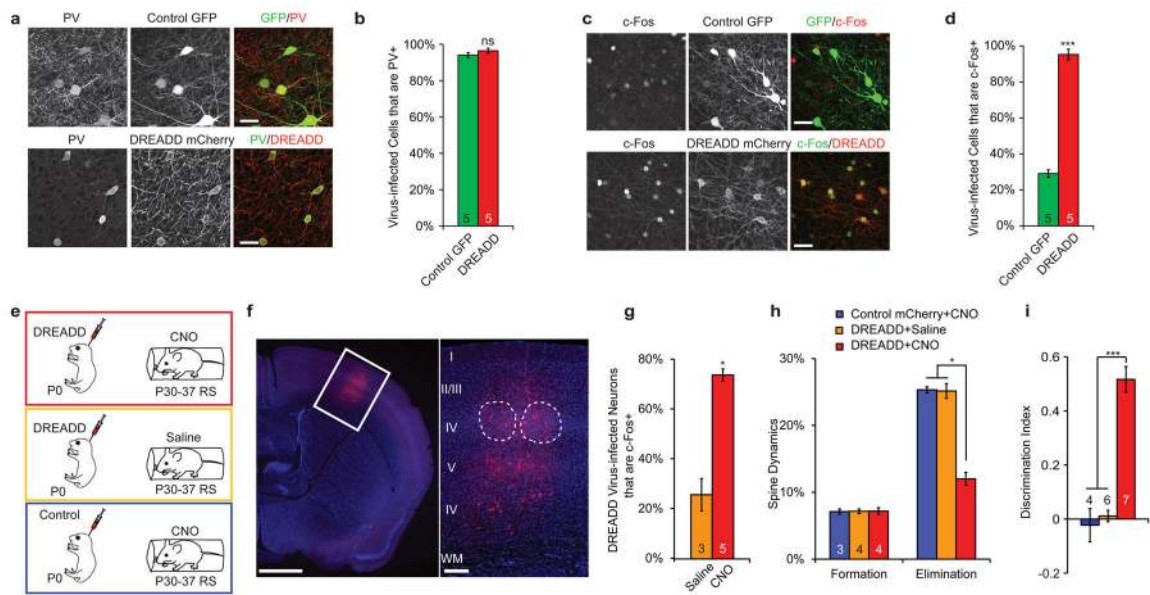 a
PV
Control GFP
GFP/PV
PV
DREADD mCherry
PV/DREADD
b
Virus-infected Cells that are PV+
100%
80%
60%
40%
20%
0%
ns
5
5
Control GFP
DREADD
c
c-Fos
Control GFP
GFP/c-Fos
c-Fos
DREADD mCherry
c-Fos/DREADD
d
Virus-infected Cells that are c-Fos+
100%
80%
60%
40%
20%
0%
***
5
5
Control GFP
DREADD
e
DREADD
P0
CNO
P30-37 RS
DREADD
P0
Saline
P30-37 RS
Control
P0
CNO
P30-37 RS
f
I
II/III
IV
V
IV
WM
g
DREADD Virus-infected Neurons
that are c-Fos+
80%
60%
40%
20%
0%
*
3
5
Saline
CNO
h
Control mCherry+CNO
DREADD+Saline
DREADD+CNO
Spine Dynamics
30%
20%
10%
0%
*
3
4
4
Formation
Elimination
i
Discrimination Index
0.6
0.4
0.2
0
-0.2
***
4
6
7